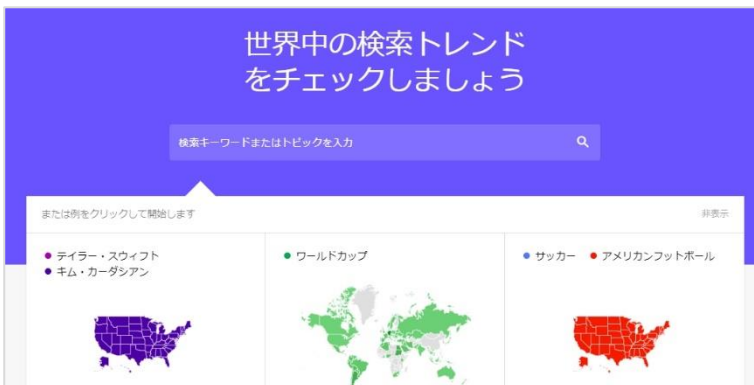 世界中の検索トレンド
をチェックしましょう
検索キーワードまたはトピックを入力
または例をクリックして開始します
非表示
テイラー・スウィフト
キム・カーダシアン
ワールドカップ
サッカー
アメリカンフットボール